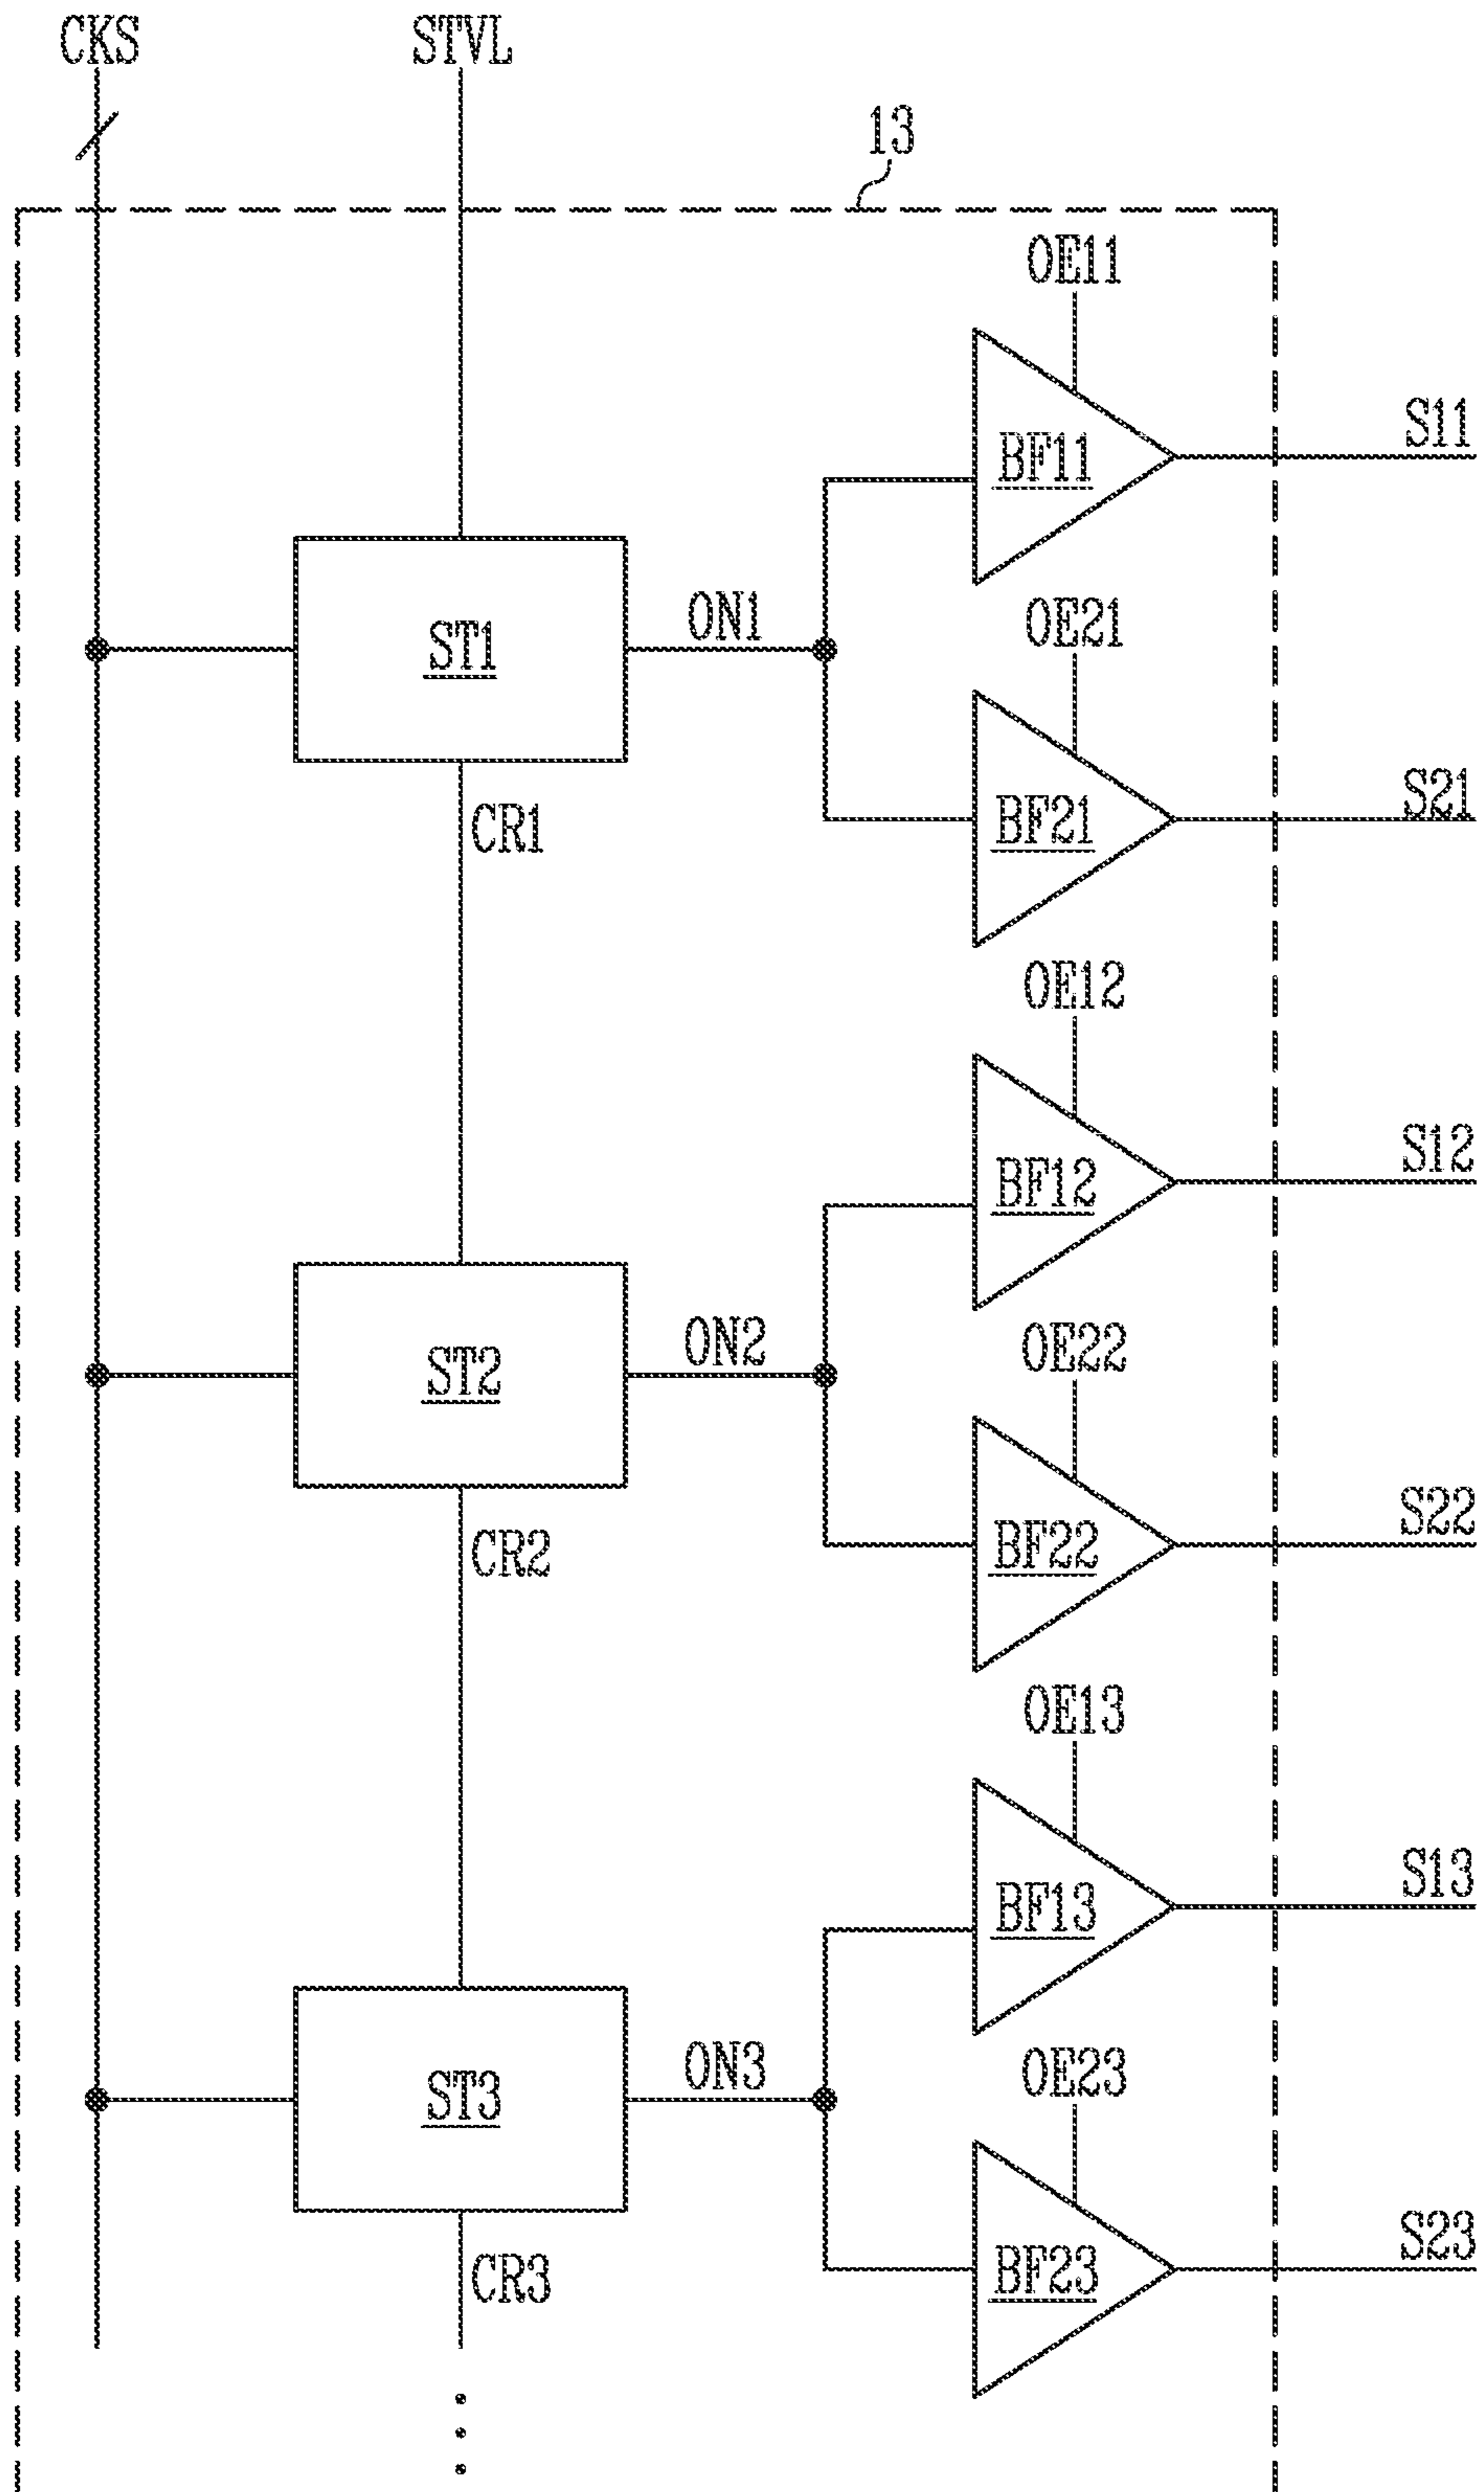 CKS STVL
13
OE11
S11
BF11
ON1
OE21
ST1
S21
CR1
BF21
OE12
S12
BF12
ON2
OE22
ST2
S22
CR2
BF22
OE13
S13
BF13
ON3
OE23
ST3
S23
CR3
BF23